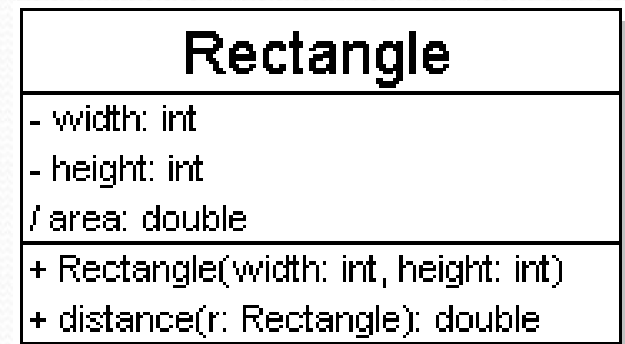 Rectangle
- width: int
- height: int
/ area: double
+ Rectangle(width: int, height: int)
+ distance(r: Rectangle): double